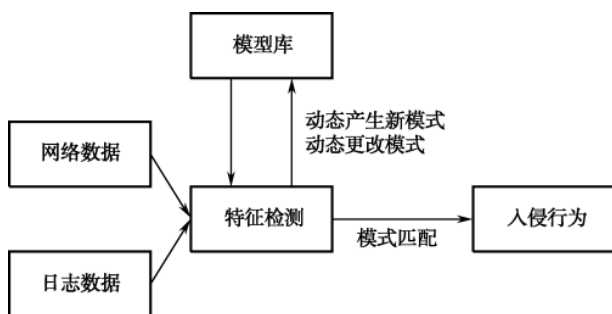 模型库
动态产生新模式
动态更改模式
网络数据
特征检测
模式匹配
入侵行为
日志数据